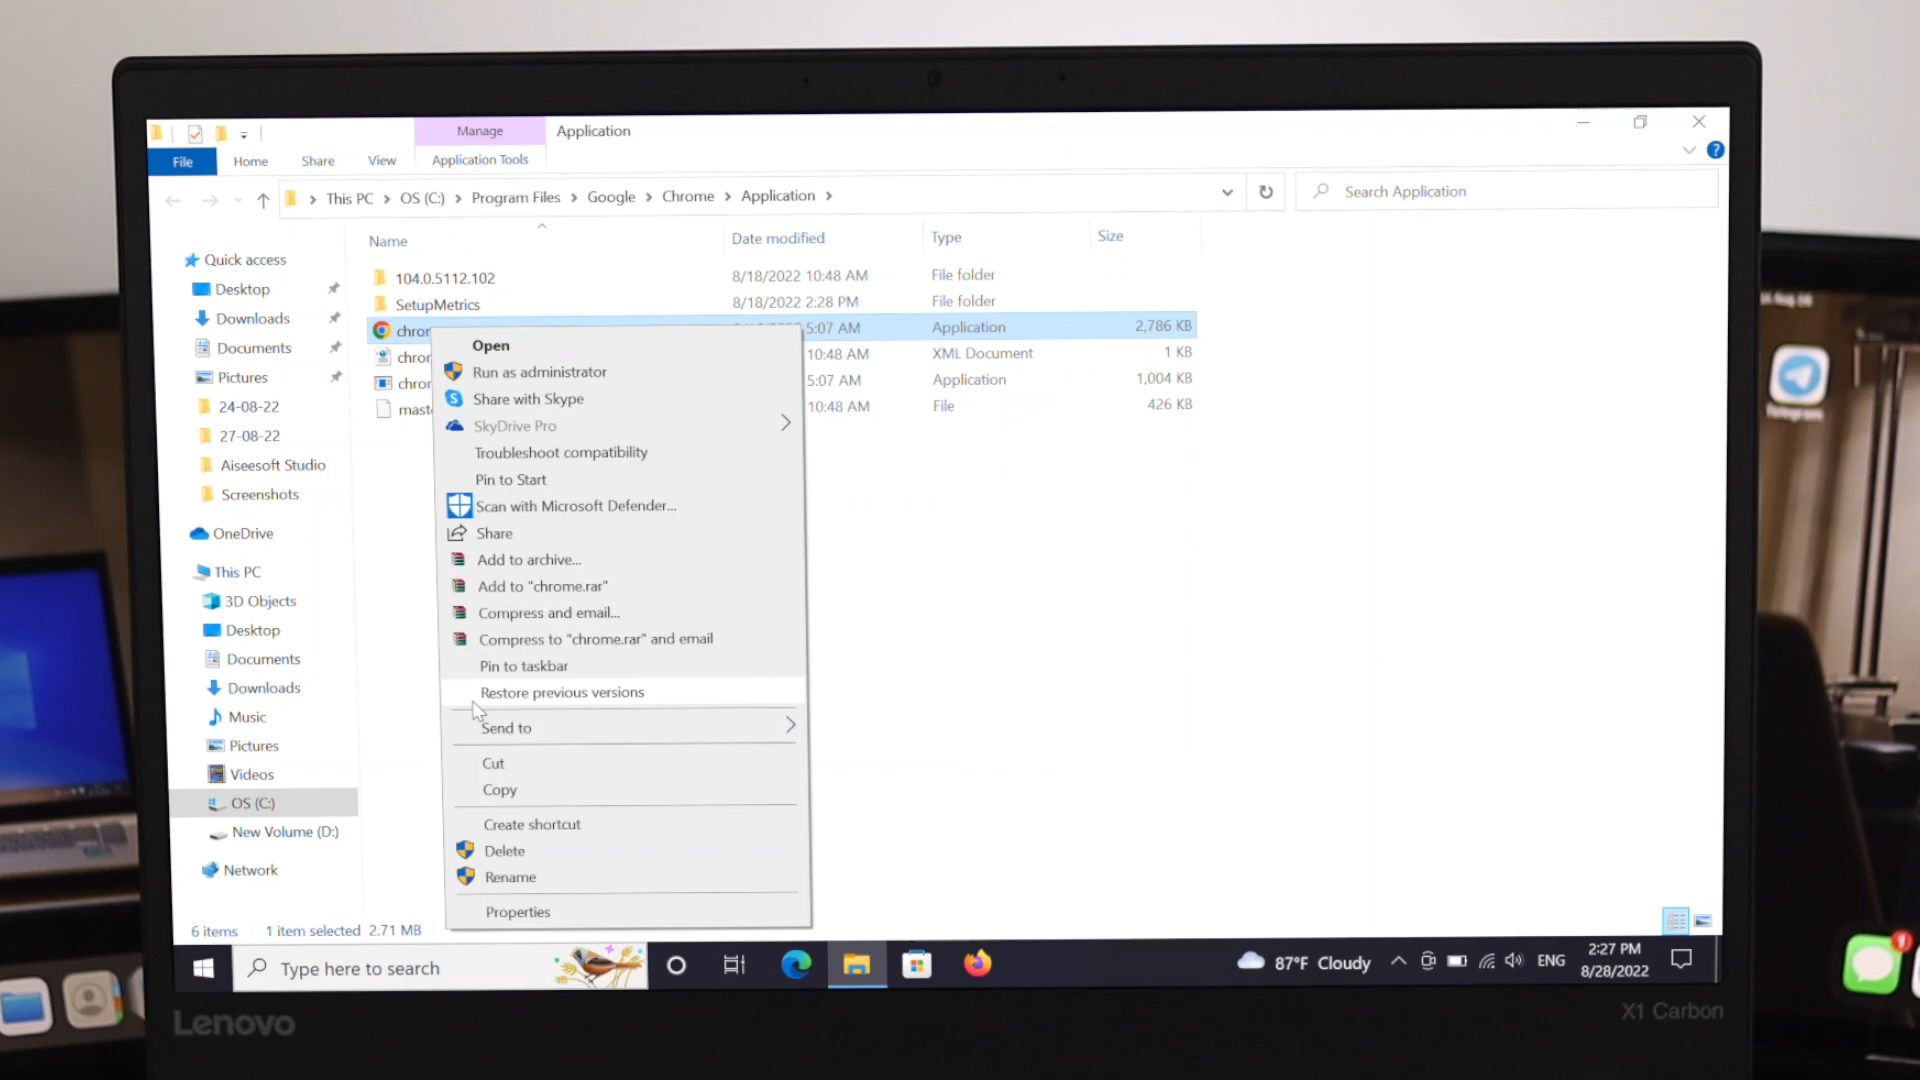 Manage
Application
File
Home
Share
View
Application Tools
This PC
OS (C:)
Program Files
Google
Chrome
Application
Search Application
Name
Date modified
Type
Size
104.0.5112.102
8/18/2022 10:48 AM
File folder
SetupMetrics
8/18/2022 2:28 PM
File folder
chror
5:07 AM
Application
2,786 KB
chror
10:48 AM
XML Document
1 KB
chror
5:07 AM
Application
1,004 KB
mast
10:48 AM
File
426 KB
Quick access
Desktop
Downloads
Documents
Pictures
24-08-22
27-08-22
Aiseesoft Studio
Screenshots
OneDrive
This PC
3D Objects
Desktop
Documents
Downloads
Music
Pictures
Videos
OS (C:)
New Volume (D:)
Network
Open
Run as administrator
Share with Skype
SkyDrive Pro
Troubleshoot compatibility
Pin to Start
Scan with Microsoft Defender...
Share
Add to archive...
Add to "chrome.rar"
Compress and email...
Compress to "chrome.rar" and email
Pin to taskbar
Restore previous versions
Send to
Cut
Copy
Create shortcut
Delete
Rename
Properties
6 items
1 item selected 2.71 MB
Type here to search
87°F Cloudy
ENG
2:27 PM
8/28/2022
Lenovo
X1 Carbon
Telegram
1